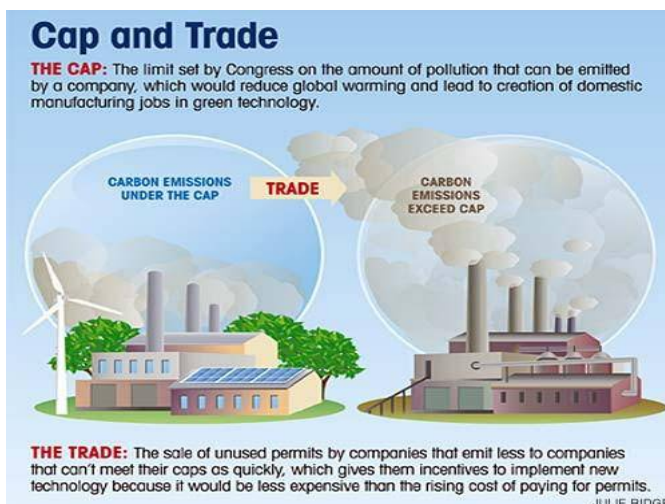 Cap and Trade
THE CAP: The limit set by Congress on the amount of pollution that can be emitted
by a company, which would reduce global warming and lead to creation of domestic
manufacturing jobs in green technology.
CARBON EMISSIONS
UNDER THE CAP
TRADE
CARBON
EMISSIONS
EXCEED CAP
THE TRADE: The sale of unused permits by companies that emit less to companies
that can't meet their caps as quickly, which gives them incentives to implement new
technology because it would be less expensive than the rising cost of paying for permits.
JULIE